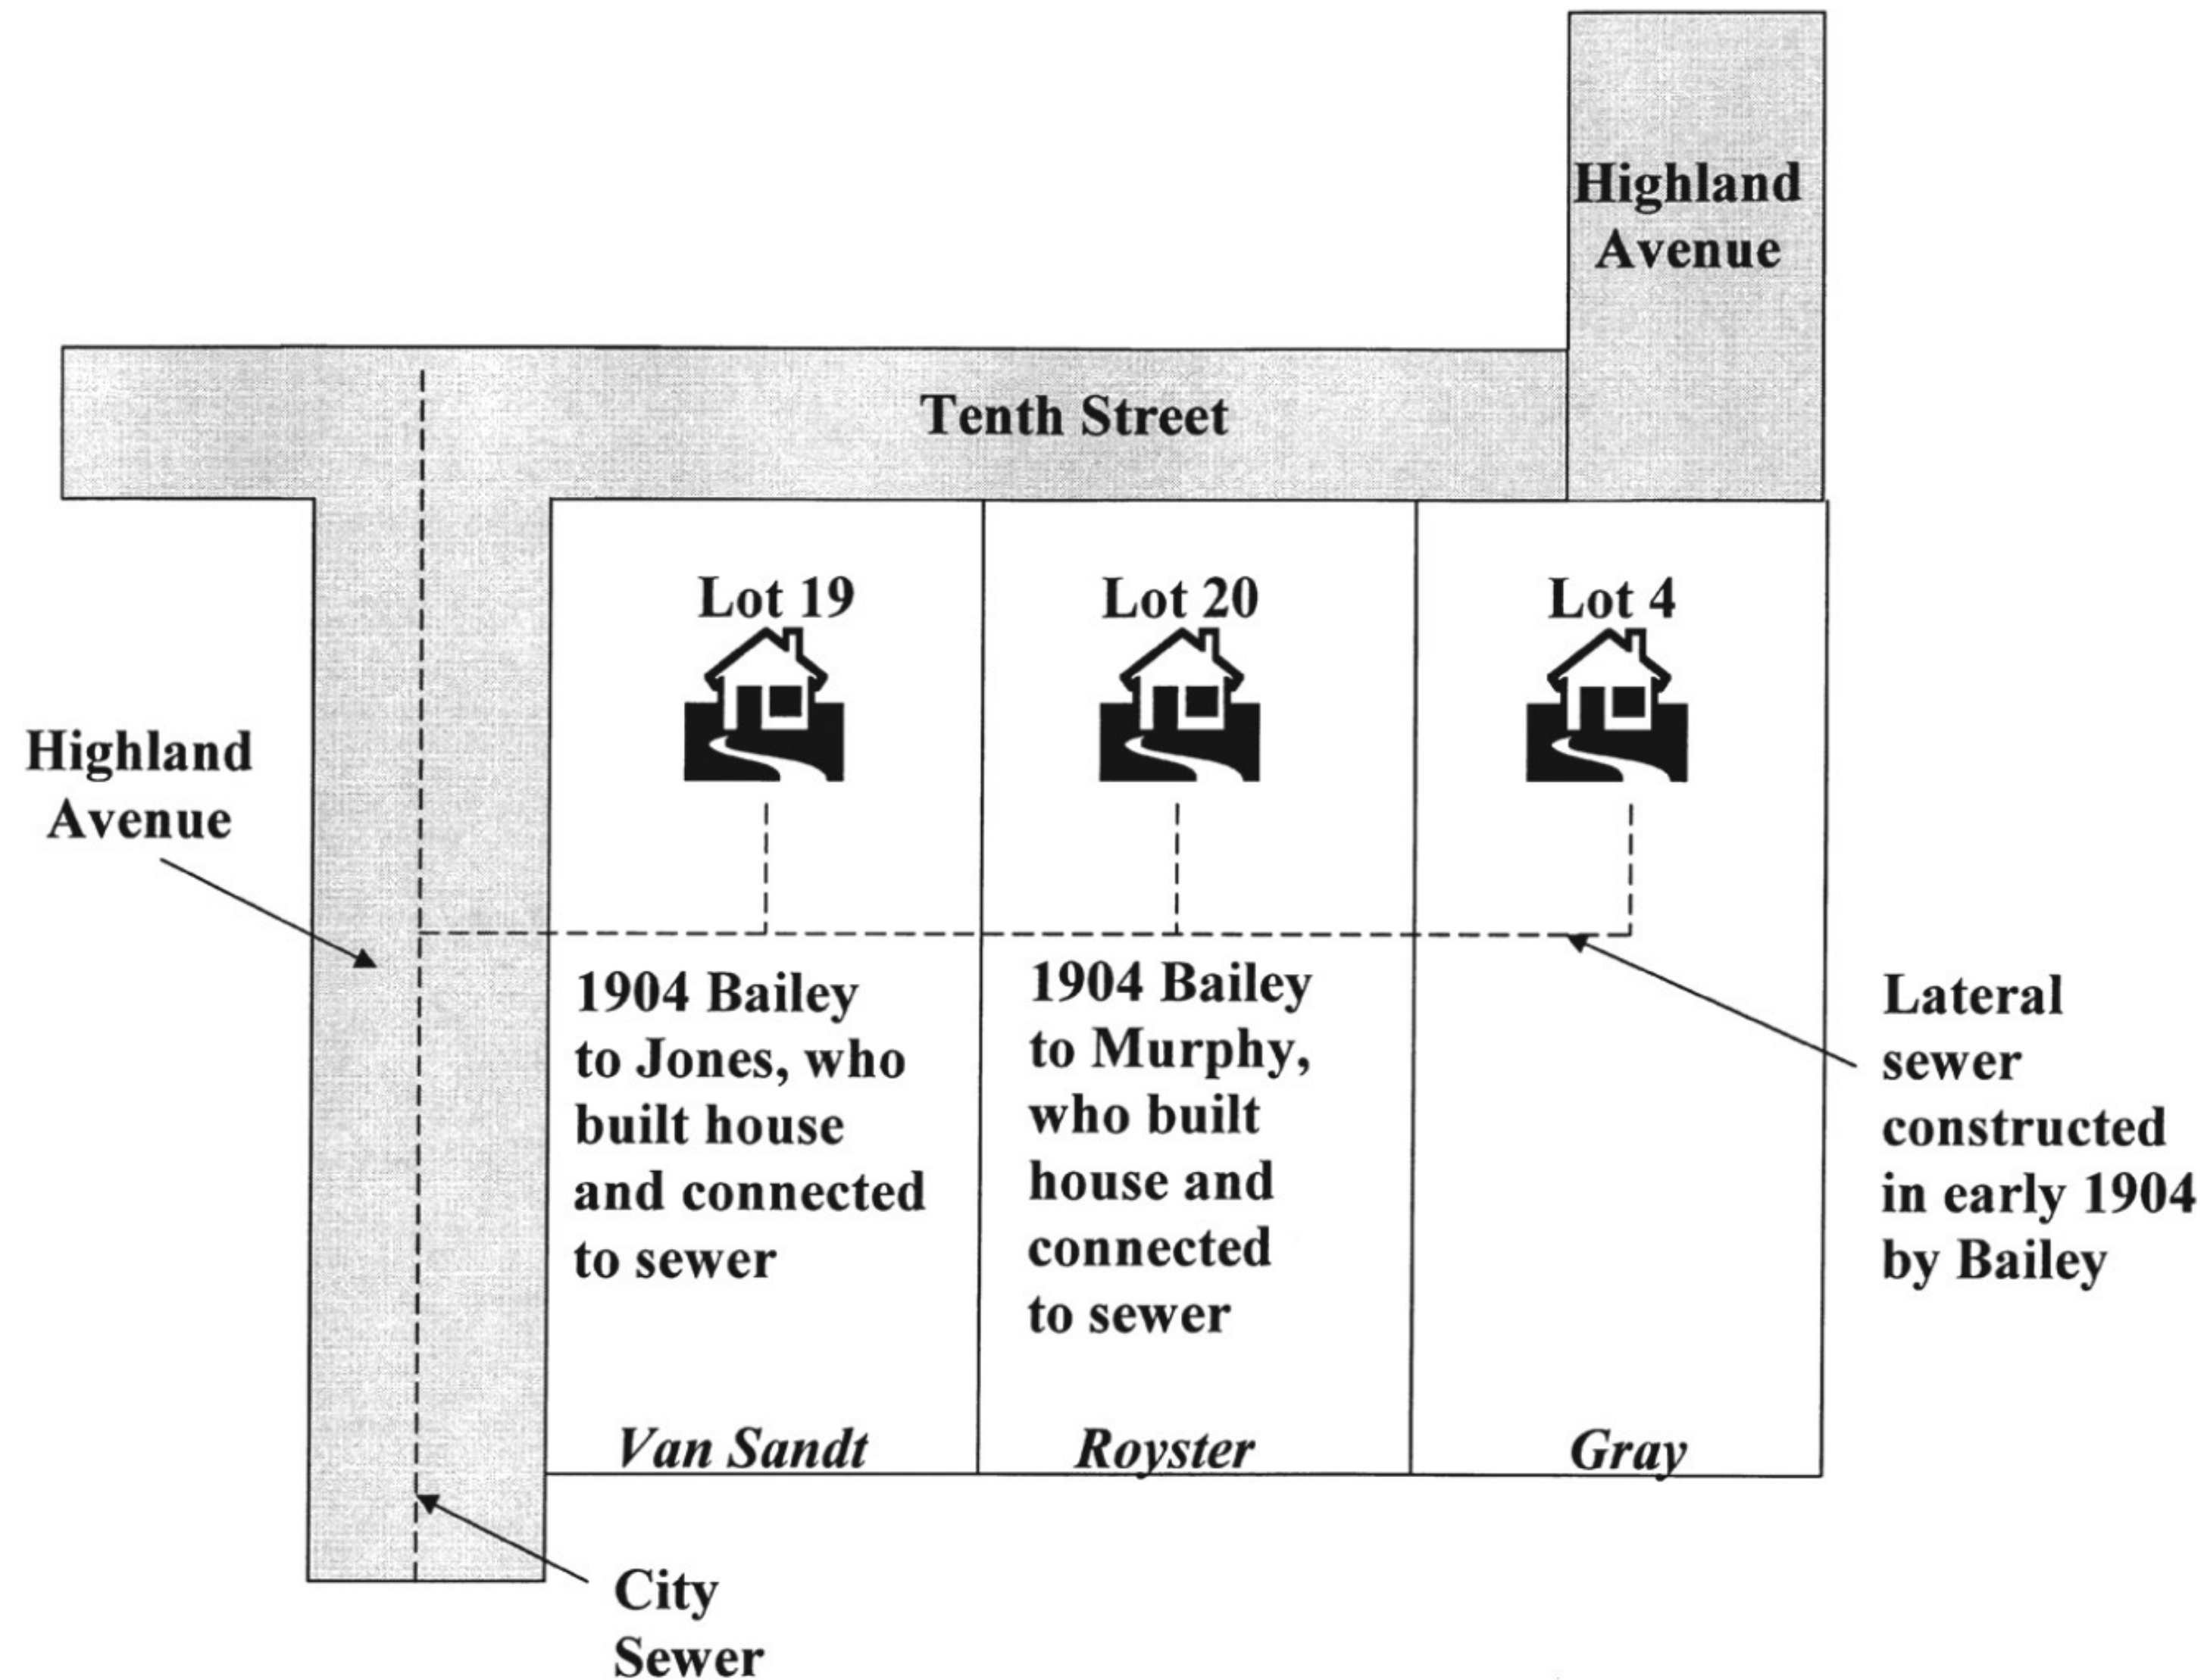 Highland
Avenue
Tenth Street
Lot 19
Lot 20
Lot 4
Highland
Avenue
1904 Bailey
to Jones, who
built house
and connected
to sewer
1904 Bailey
to Murphy,
who built
house and
connected
to sewer
Lateral
sewer
constructed
in early 1904
by Bailey
Van Sandt
Royster
Gray
City
Sewer